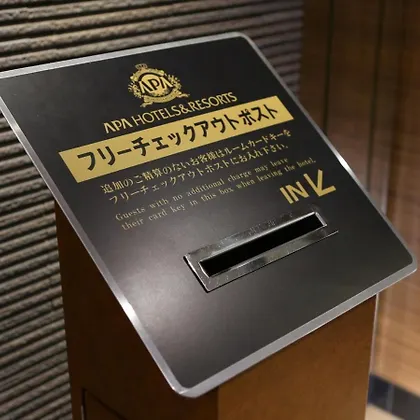 APA
APA HOTELS&RESORTS
フリーチェックアウトポスト
追加のご精算のないお客様はルームカードキーを
フリーチェックアウトポストにお入れ下さい。
Guests with no additional charge may leave
their card key in this box when leaving the hotel.
IN